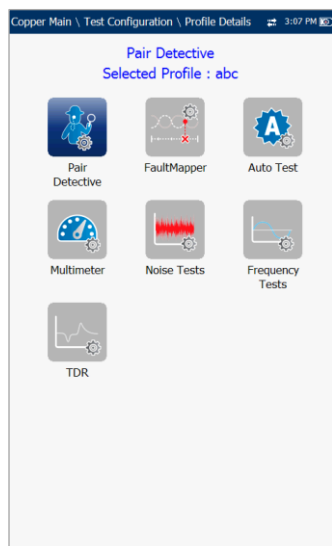 Copper Main \ Test Configuration \ Profile Details 3:07 PM
Pair Detective
Selected Profile : abc
Pair
Detective
FaultMapper
Auto Test
Multimeter
Noise Tests
Frequency
Tests
TDR